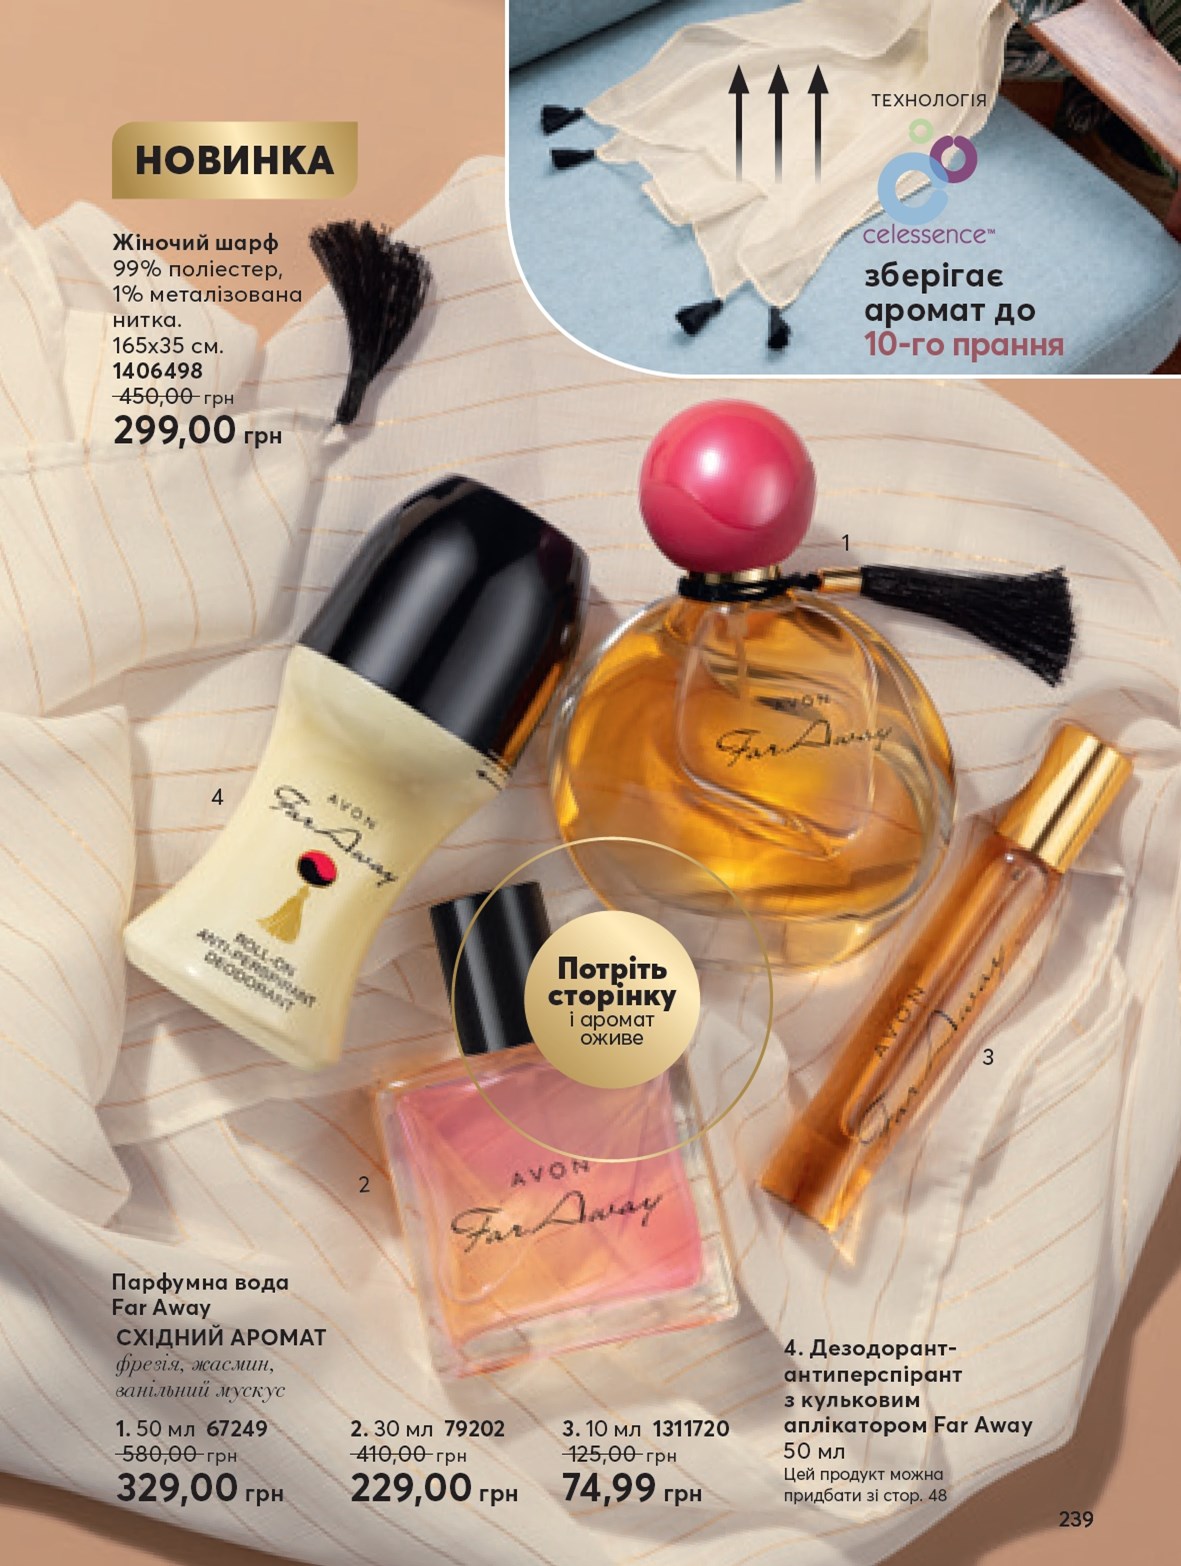 ТЕХНОЛОГІЯ
celessence™
зберігає
аромат до
10-го прання
НОВИНКА
Жіночий шарф
99% поліестер,
1% металізована
нитка.
165х35 см.
1406498
450,00 грн
299,00 грн
1
AVON
Far Away
4
AVON
Far Away
ROLL-ON
ANTI-PERSPIRANT
DEODORANT
Потріть
сторінку
і аромат
оживе
AVON
Far Away
3
2
AVON
Far Away
Парфумна вода
Far Away
СХІДНИЙ АРОМАТ
фрезія, жасмин,
ванільний мускус
1. 50 мл 67249
580,00 грн
329,00 грн
2. 30 мл 79202
410,00 грн
229,00 грн
3. 10 мл 1311720
125,00 грн
74,99 грн
4. Дезодорант-
антиперспірант
з кульковим
аплікатором Far Away
50 мл
Цей продукт можна
придбати зі стор. 48
239